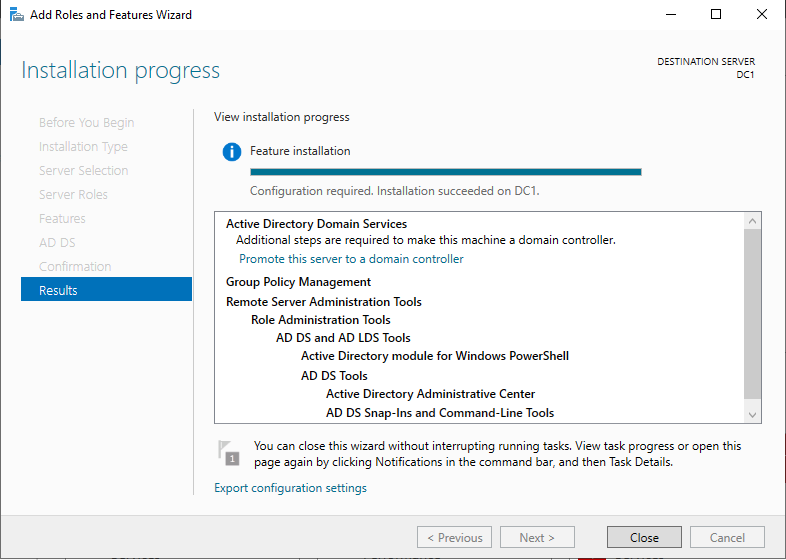 Add Roles and Features Wizard
Installation progress
DESTINATION SERVER
DC1
Before You Begin
Installation Type
Server Selection
Server Roles
Features
AD DS
Confirmation
Results
View installation progress
Feature installation
Configuration required. Installation succeeded on DC1.
Active Directory Domain Services
Additional steps are required to make this machine a domain controller.
Promote this server to a domain controller
Group Policy Management
Remote Server Administration Tools
Role Administration Tools
AD DS and AD LDS Tools
Active Directory module for Windows PowerShell
AD DS Tools
Active Directory Administrative Center
AD DS Snap-Ins and Command-Line Tools
1
You can close this wizard without interrupting running tasks. View task progress or open this
page again by clicking Notifications in the command bar, and then Task Details.
Export configuration settings
< Previous
Next >
Close
Cancel